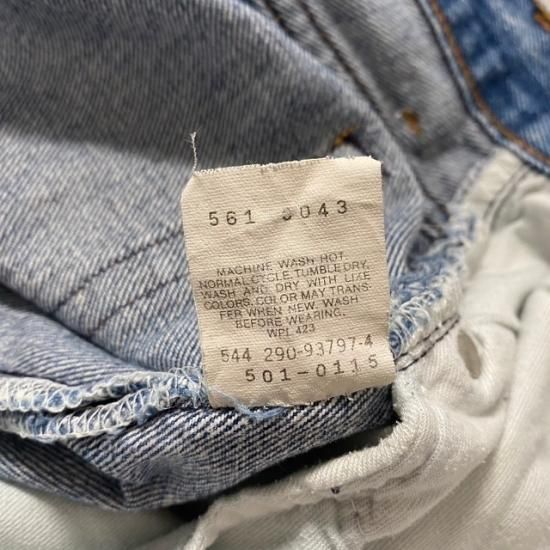 561 0043
MACHINE WASH HOT.
NORMAL CYCLE. TUMBLE DRY.
WASH AND DRY WITH LIKE
COLORS. COLOR MAY TRANS-
FER WHEN NEW. WASH
BEFORE WEARING.
WPL 423
544 290-93797-4
501-0115